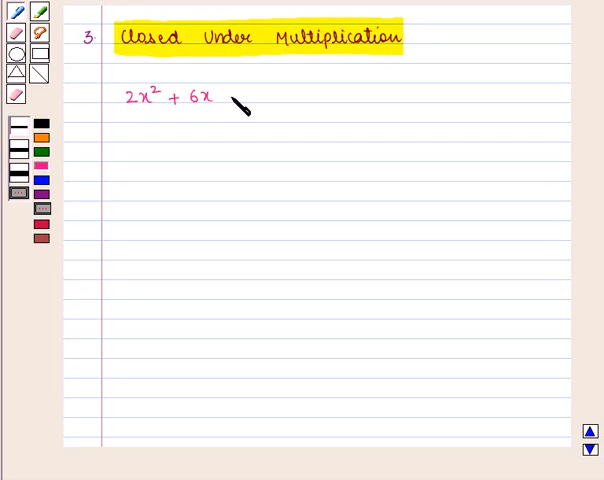 3. Closed Under Multiplication
2x² + 6x